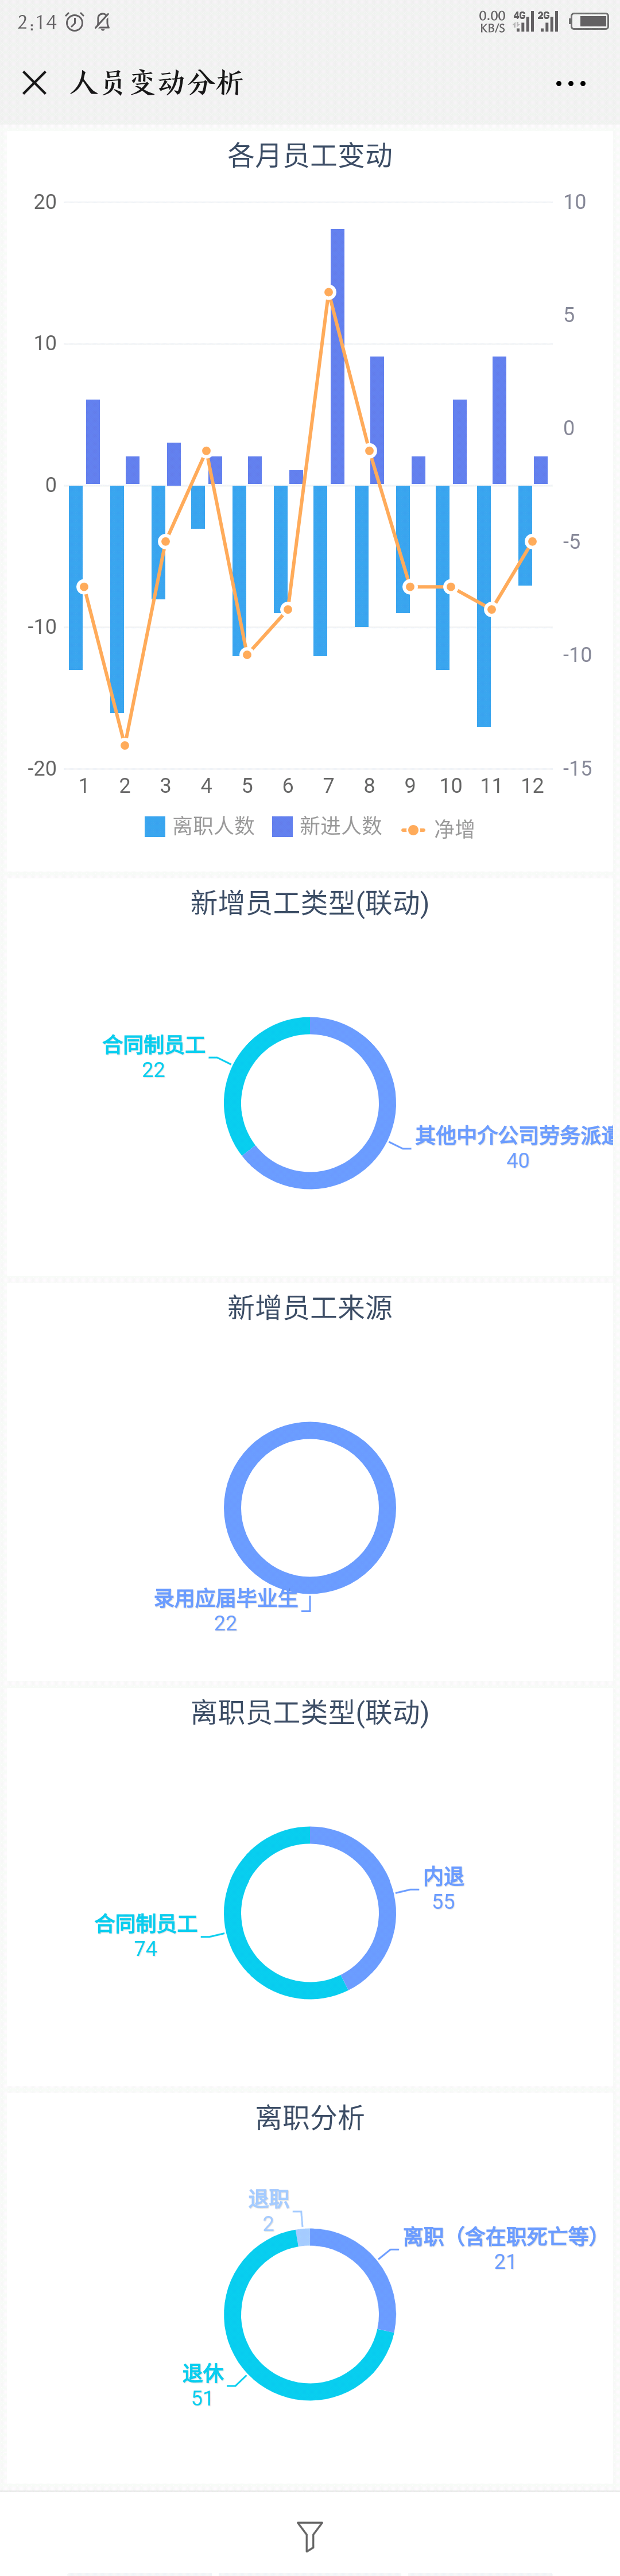 2:14
0.00 KB/S 4G 2G
人员变动分析
各月员工变动
20 10
5
10
0
0
-5
-10
-10
-20 -15
1 2 3 4 5 6 7 8 9 10 11 12
离职人数 新进人数 净增
新增员工类型(联动)
合同制员工
22
其他中介公司劳务派遣
40
新增员工来源
录用应届毕业生
22
离职员工类型(联动)
内退
55
合同制员工
74
离职分析
退职
2
离职（含在职死亡等）
21
退休
51